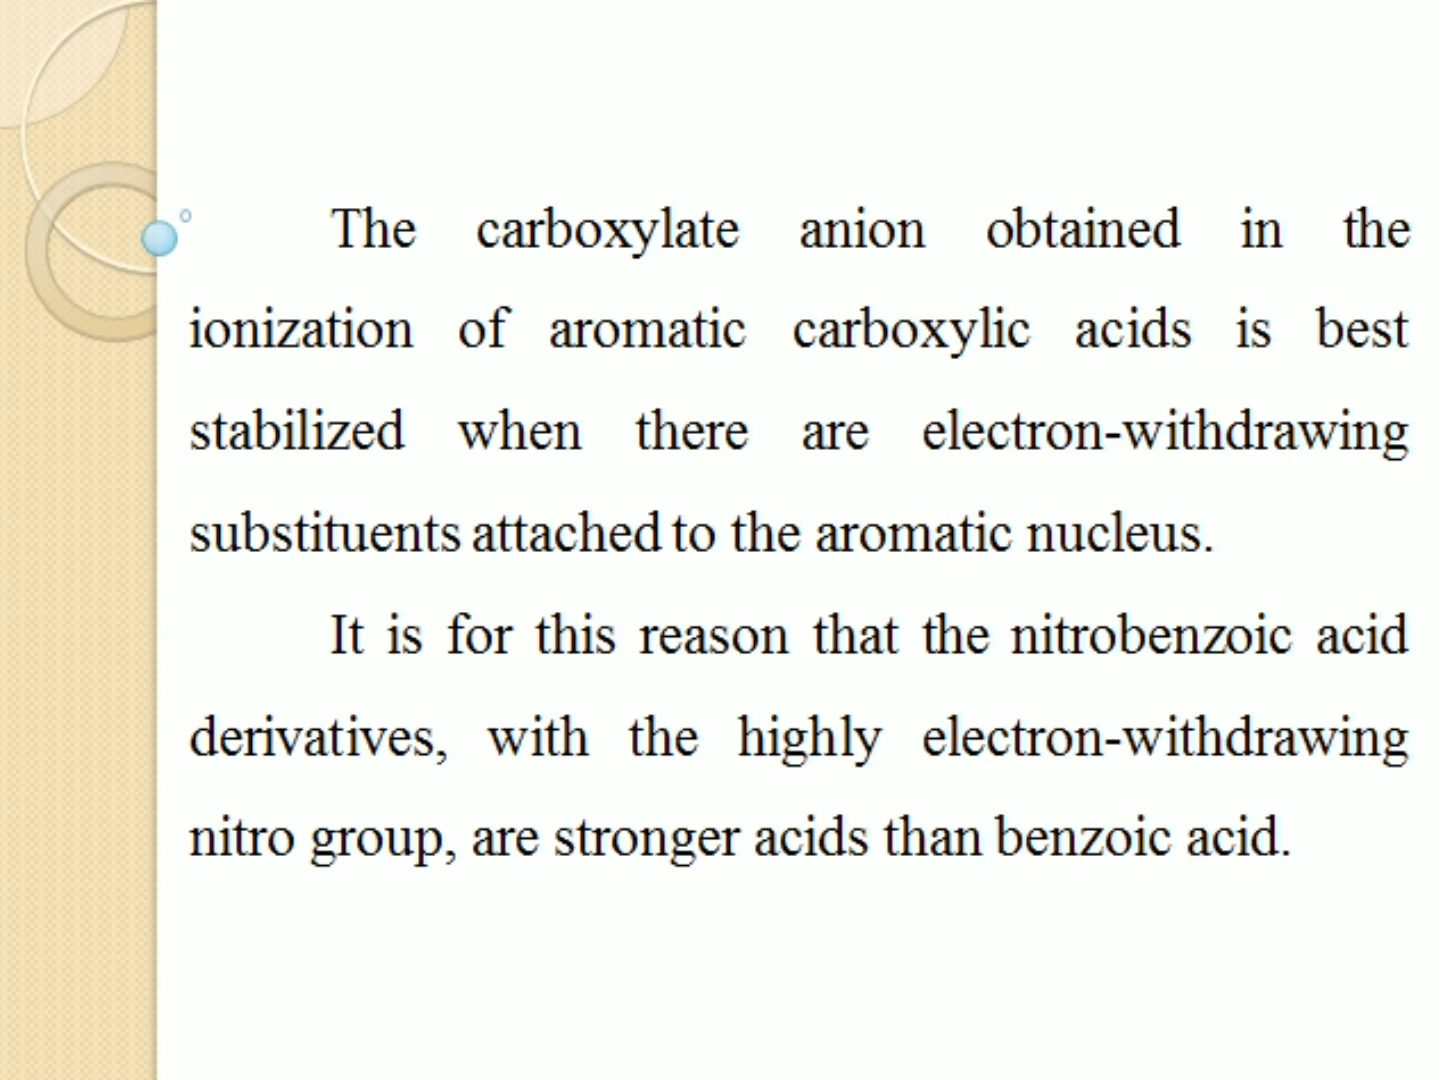 The carboxylate anion obtained in the
ionization of aromatic carboxylic acids is best
stabilized when there are electron-withdrawing
substituents attached to the aromatic nucleus.
It is for this reason that the nitrobenzoic acid
derivatives, with the highly electron-withdrawing
nitro group, are stronger acids than benzoic acid.